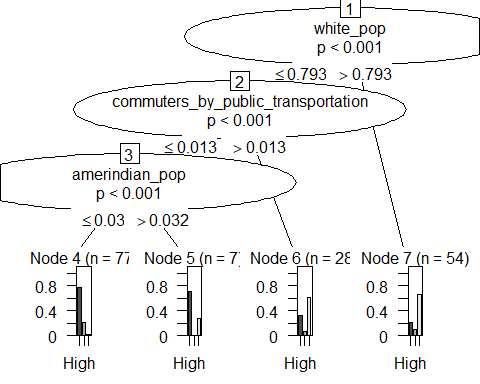 1
white_pop
p < 0.001
≤ 0.793 > 0.793
2
commuters_by_public_transportation
p < 0.001
≤ 0.013 > 0.013
3
amerindian_pop
p < 0.001
≤ 0.03 > 0.032
Node 4 (n = 77 Node 5 (n = 7 Node 6 (n = 28 Node 7 (n = 54)
0.8 0.8 0.8 0.8
0.4 0.4 0.4 0.4
0 0 0 0
High High High High